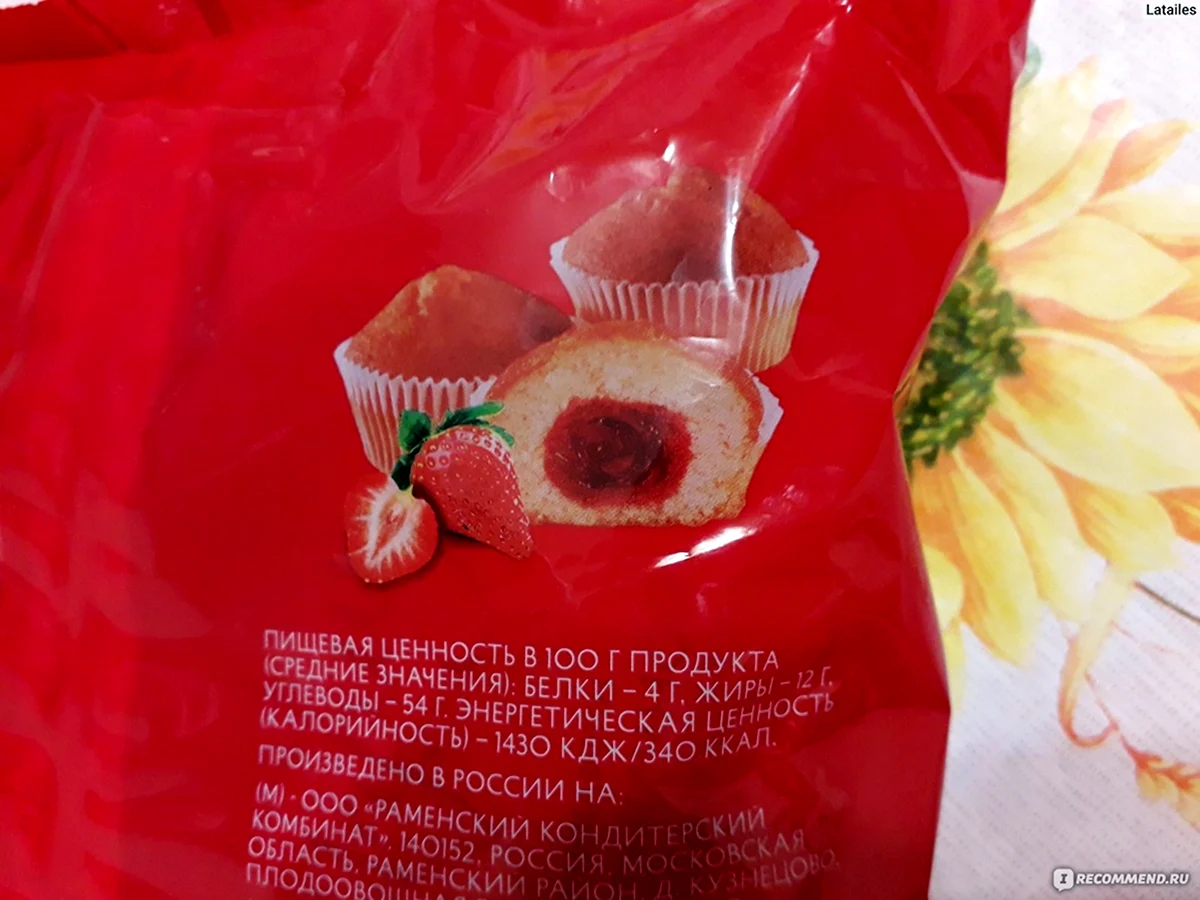 Latailes
ПИЩЕВАЯ ЦЕННОСТЬ В 100 Г ПРОДУКТА
(СРЕДНИЕ ЗНАЧЕНИЯ): БЕЛКИ – 4 Г, ЖИРЫ – 12 Г,
УГЛЕВОДЫ – 54 Г. ЭНЕРГЕТИЧЕСКАЯ ЦЕННОСТЬ
(КАЛОРИЙНОСТЬ) – 1430 КДЖ/340 ККАЛ.
ПРОИЗВЕДЕНО В РОССИИ НА:
(М) - ООО «РАМЕНСКИЙ КОНДИТЕРСКИЙ
КОМБИНАТ", 140152, РОССИЯ, МОСКОВСКАЯ
ОБЛАСТЬ, РАМЕНСКИЙ РАЙОН, Д. КУЗНЕЦОВО,
IRECOMMEND.RU